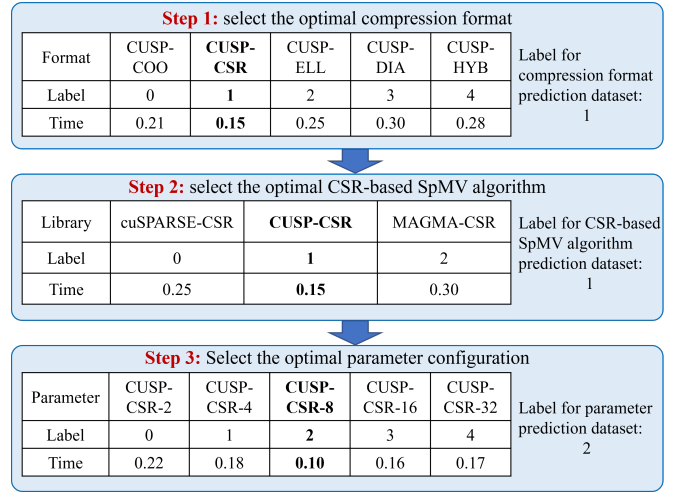 Step 1: select the optimal compression format
Format CUSP-COO CUSP-CSR CUSP-ELL CUSP-DIA CUSP-HYB
Label 0 1 2 3 4
Time 0.21 0.15 0.25 0.30 0.28
Label for
compression format
prediction dataset:
1
Step 2: select the optimal CSR-based SpMV algorithm
Library cuSPARSE-CSR CUSP-CSR MAGMA-CSR
Label 0 1 2
Time 0.25 0.15 0.30
Label for CSR-based
SpMV algorithm
prediction dataset:
1
Step 3: Select the optimal parameter configuration
Parameter CUSP-CSR-2 CUSP-CSR-4 CUSP-CSR-8 CUSP-CSR-16 CUSP-CSR-32
Label 0 1 2 3 4
Time 0.22 0.18 0.10 0.16 0.17
Label for parameter
prediction dataset:
2